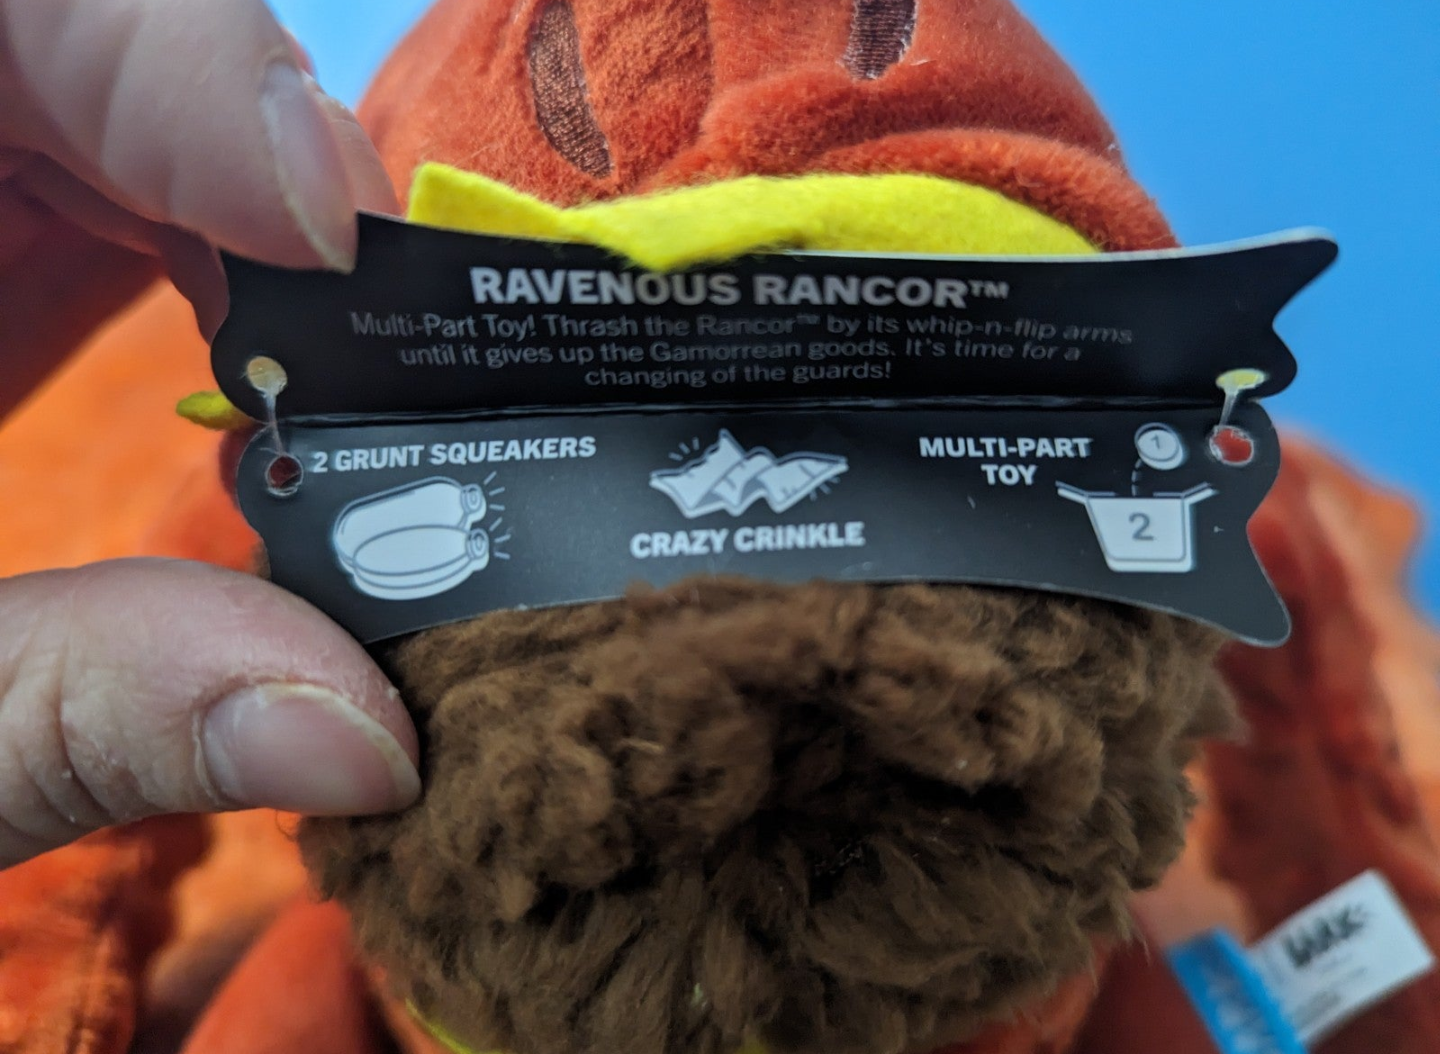 RAVENOUS RANCOR™
Multi-Part Toy! Thrash the Rancor™ by its whip-n-flip arms
until it gives up the Gamorrean goods. It's time for a
changing of the guards!
2 GRUNT SQUEAKERS
CRAZY CRINKLE
MULTI-PART
TOY
1
2
BARK